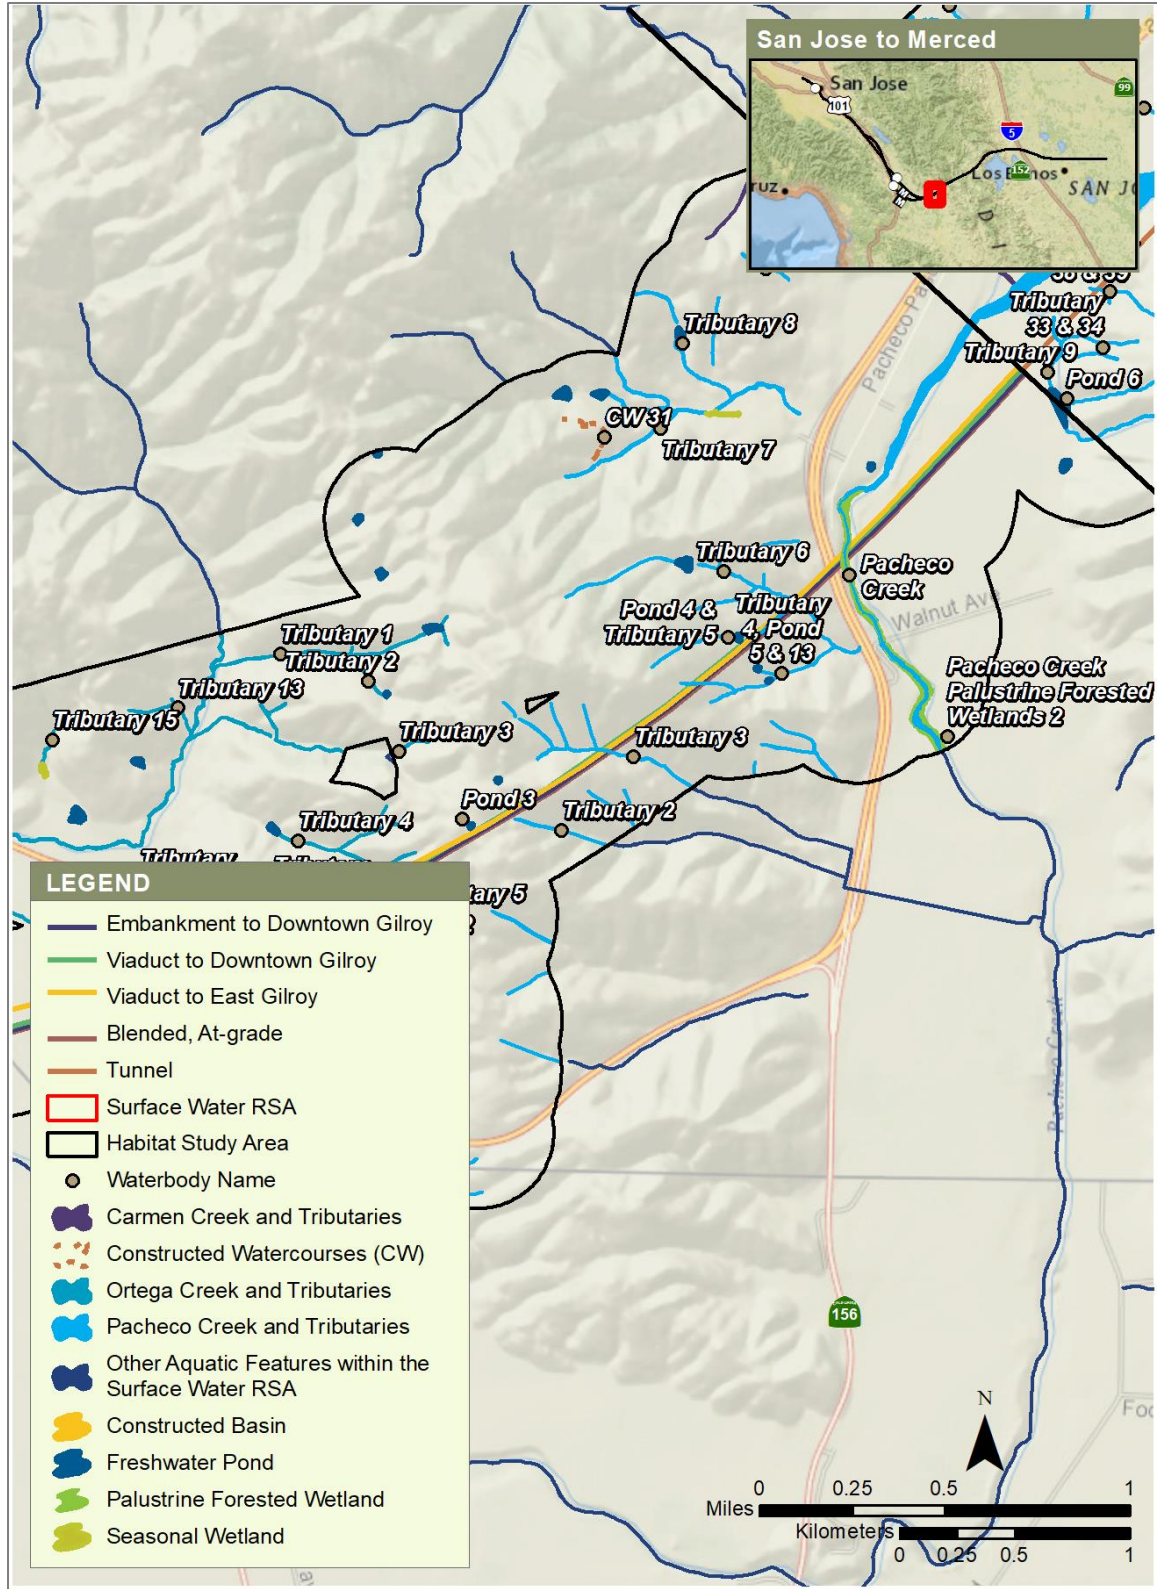 San Jose to Merced
San Jose
101
99
5
152
SAN JO
D I
M
M
Pacheco Pa
Tributary 8
Tributary
33 & 34
Tributary 9
Pond 6
CW 31
Tributary 7
Tributary 6
Pacheco
Creek
Walnut Ave
Pond 4 &
Tributary 5
Tributary
4, Pond
5 & 13
Tributary 1
Tributary 2
Tributary 13
Tributary 15
Pacheco Creek
Palustrine Forested
Wetlands 2
Tributary 3
Tributary 3
Pond 3
Tributary 2
Tributary 4
Tributary
LEGEND
Embankment to Downtown Gilroy
Viaduct to Downtown Gilroy
Viaduct to East Gilroy
Blended, At-grade
Tunnel
Surface Water RSA
Habitat Study Area
Waterbody Name
Carmen Creek and Tributaries
Constructed Watercourses (CW)
Ortega Creek and Tributaries
Pacheco Creek and Tributaries
Other Aquatic Features within the
Surface Water RSA
Constructed Basin
Freshwater Pond
Palustrine Forested Wetland
Seasonal Wetland
tary 5
Pacheco Creek
156
Foo
N
0 0.25 0.5 1
Miles
Kilometers
0 0.25 0.5 1